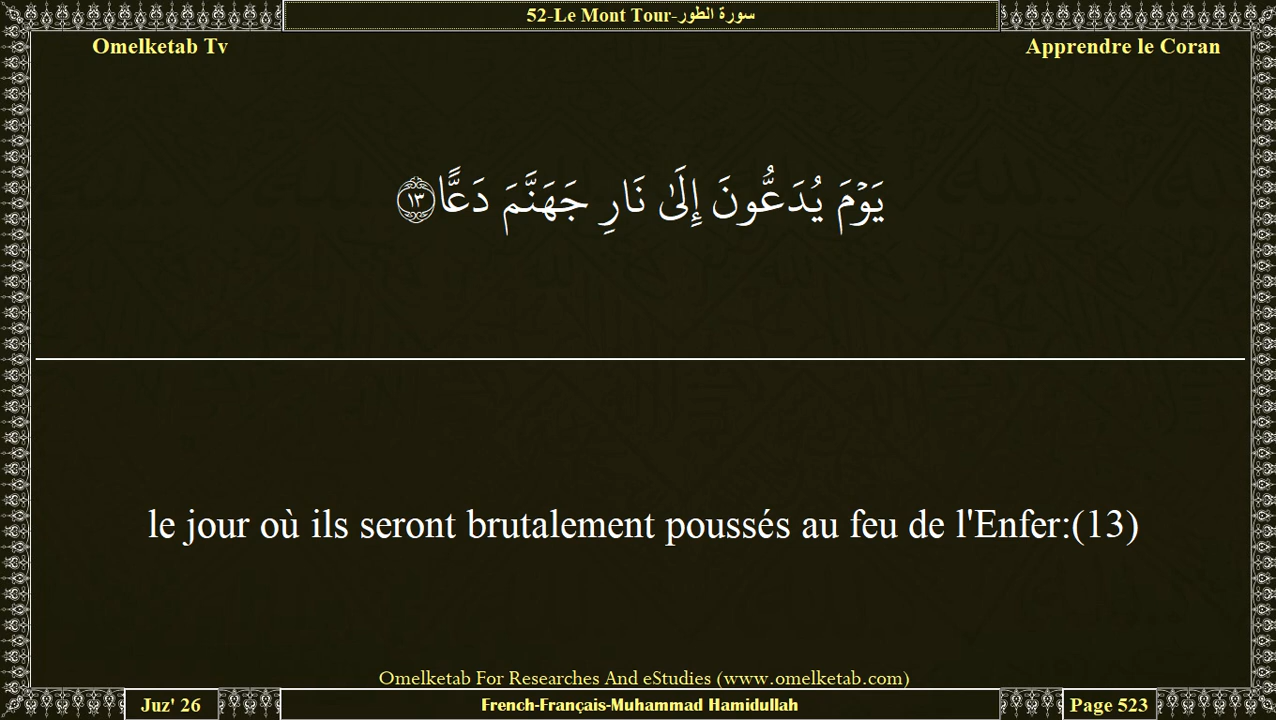 52-Le Mont Tour-سورة الطور
Omelketab Tv
Apprendre le Coran
يَوْمَ يُدَعُّونَ إِلَىٰ نَارِ جَهَنَّمَ دَعًّا ١٣
le jour où ils seront brutalement poussés au feu de l'Enfer:(13)
Omelketab For Researches And eStudies (www.omelketab.com)
Juz' 26
French-Français-Muhammad Hamidullah
Page 523